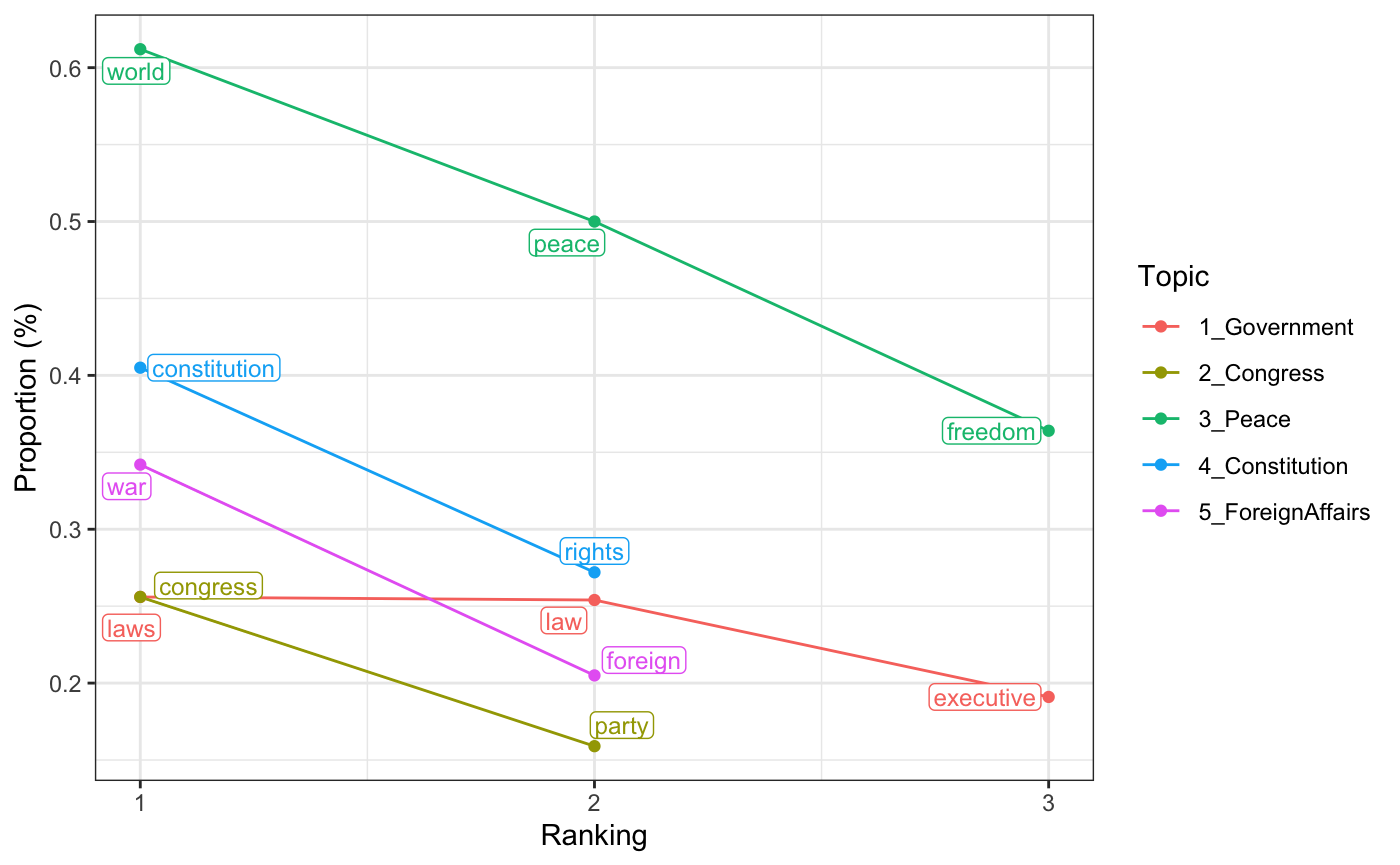 0.6
0.5
0.4
0.3
0.2
Proportion (%)
world
peace
freedom
constitution
war
rights
congress
laws
law
foreign
executive
party
1
2
3
Ranking
Topic
1_Government
2_Congress
3_Peace
4_Constitution
5_ForeignAffairs